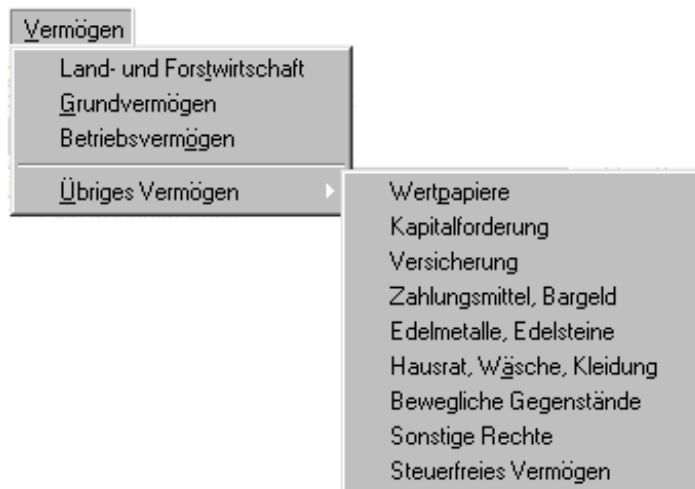 Vermögen
Land- und Forstwirtschaft
Grundvermögen
Betriebsvermögen
Übriges Vermögen
Wertpapiere
Kapitalforderung
Versicherung
Zahlungsmittel, Bargeld
Edelmetalle, Edelsteine
Hausrat, Wäsche, Kleidung
Bewegliche Gegenstände
Sonstige Rechte
Steuerfreies Vermögen